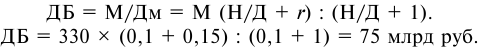 ДБ = М/Дм = М (Н/Д + r) : (Н/Д + 1).
ДБ = 330 × (0,1 + 0,15) : (0,1 + 1) = 75 млрд руб.